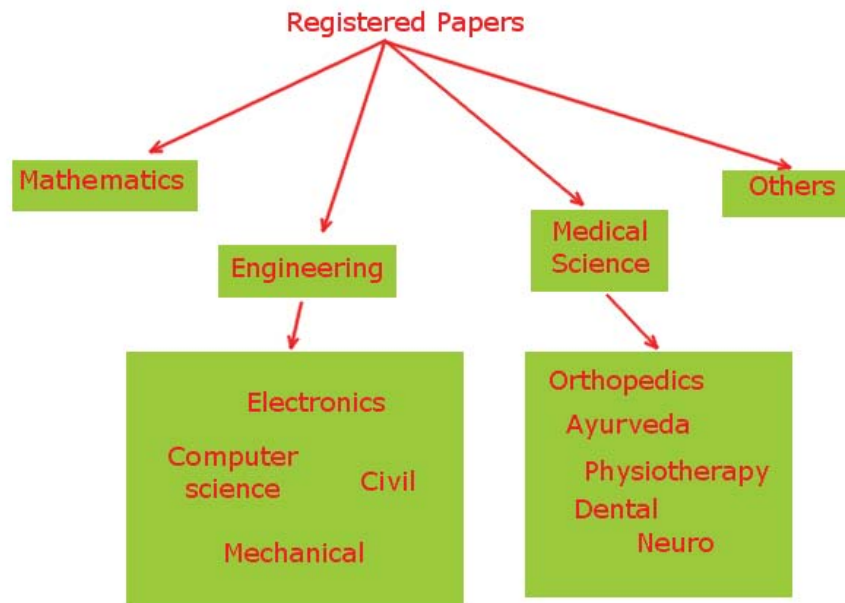 Registered Papers
Mathematics
Others
Medical
Science
Engineering
Orthopedics
Electronics
Ayurveda
Computer
science
Civil
Physiotherapy
Dental
Mechanical
Neuro